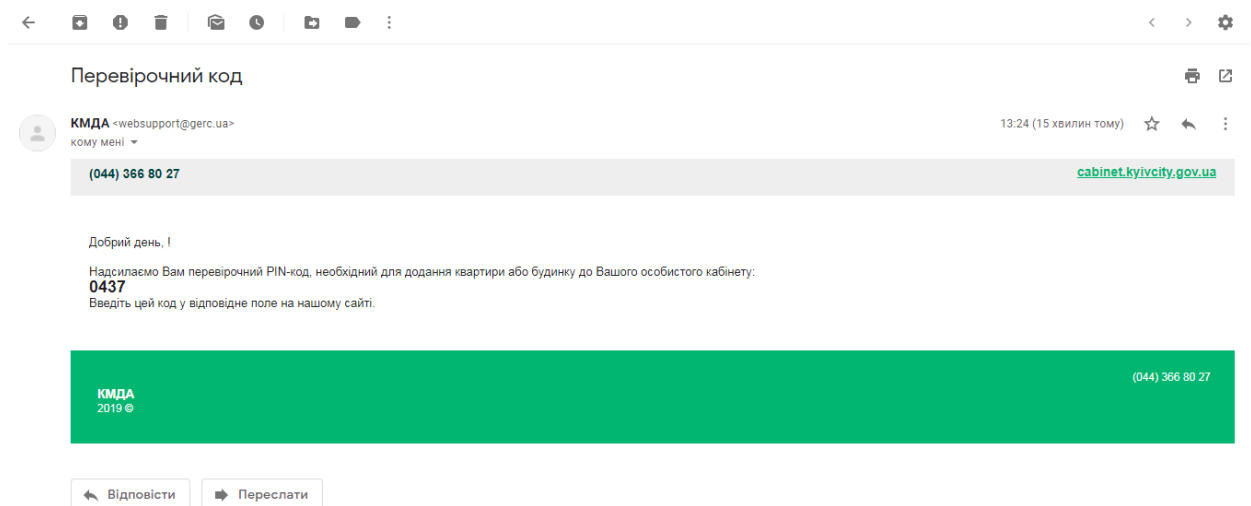 Перевірочний код
КМДА <websupport@gerc.ua>
13:24 (15 хвилин тому)
кому мені
(044) 366 80 27
cabinet.kyivcity.gov.ua
Добрий день, !
Надсилаємо Вам перевірочний PIN-код, необхідний для додання квартири або будинку до Вашого особистого кабінету:
0437
Введіть цей код у відповідне поле на нашому сайті.
(044) 366 80 27
КМДА
2019 ©
Відповісти
Переслати